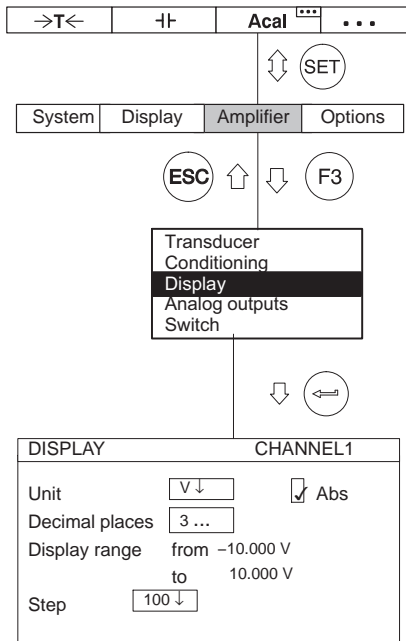 →T← ⊣⊢ Acal ... • • •
SET
System Display Amplifier Options
ESC F3
Transducer
Conditioning
Display
Analog outputs
Switch
DISPLAY CHANNEL1
Unit V↓ ✓ Abs
Decimal places 3 ...
Display range from −10.000 V
to 10.000 V
Step 100 ↓